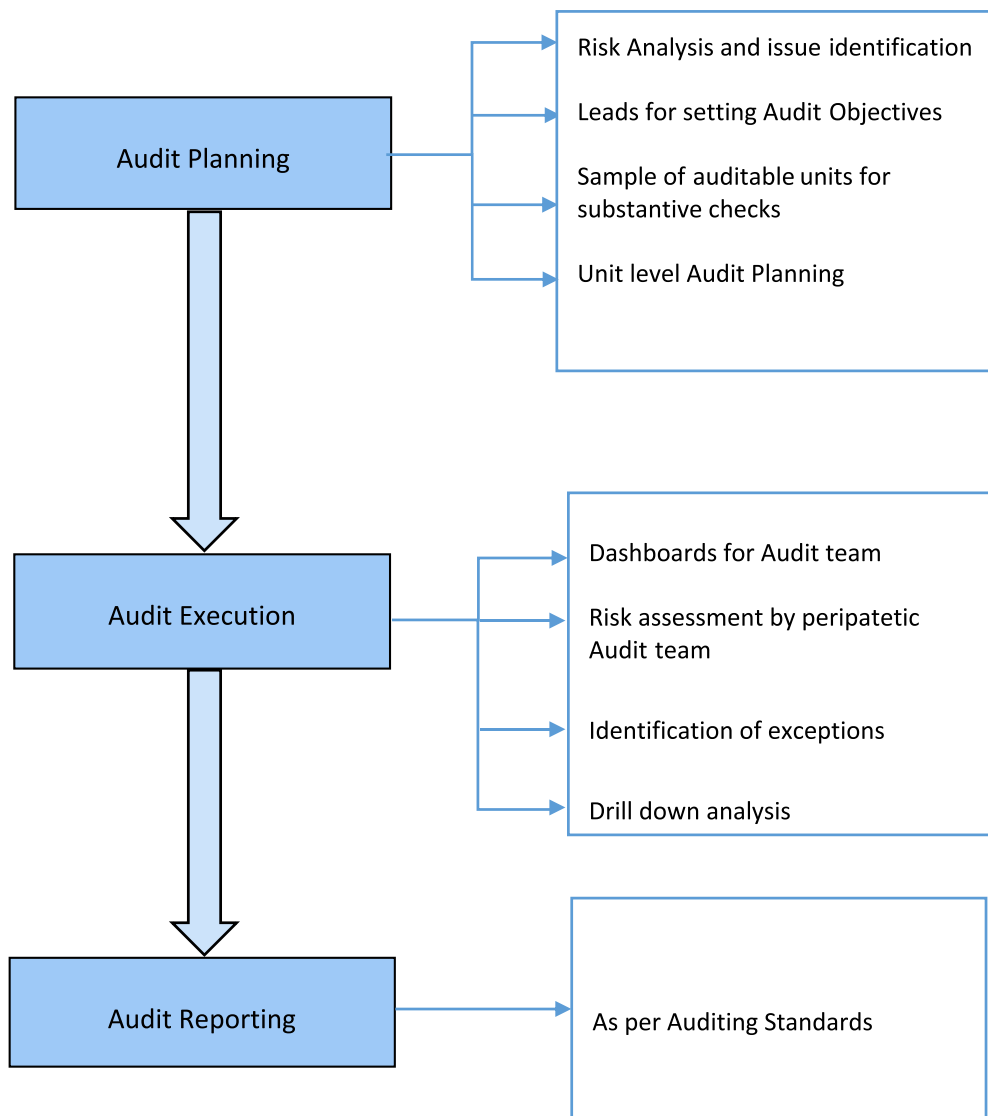 Audit Planning
Risk Analysis and issue identification
Leads for setting Audit Objectives
Sample of auditable units for
substantive checks
Unit level Audit Planning
Audit Execution
Dashboards for Audit team
Risk assessment by peripatetic
Audit team
Identification of exceptions
Drill down analysis
Audit Reporting
As per Auditing Standards